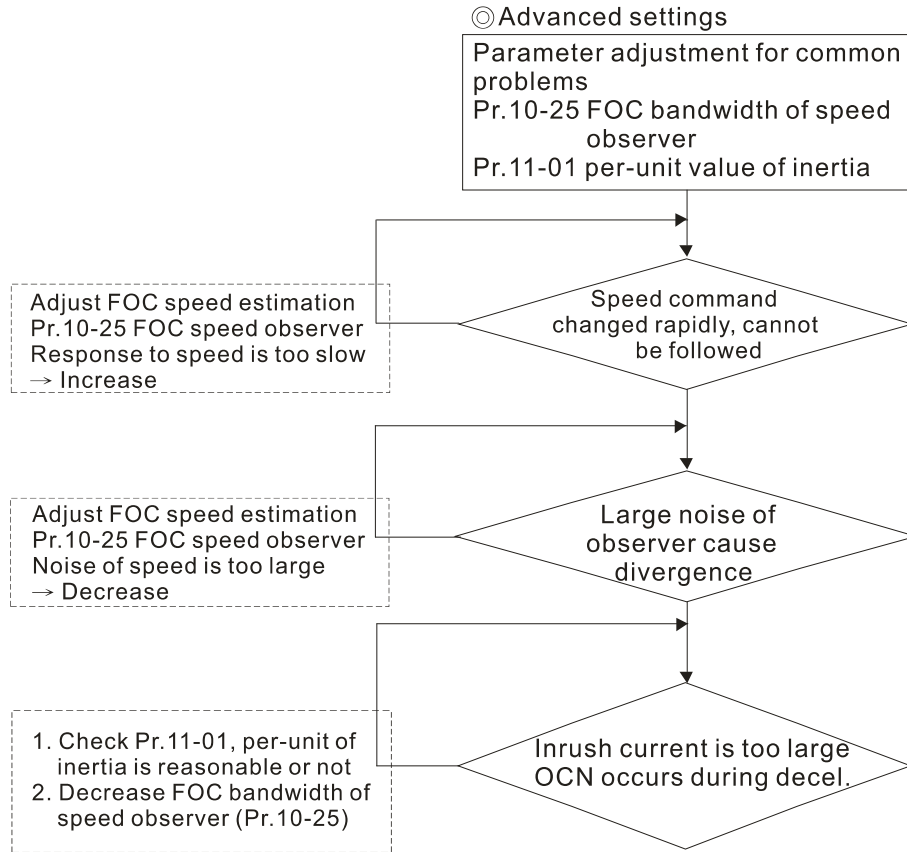 ◎Advanced settings
Parameter adjustment for common
problems
Pr.10-25 FOC bandwidth of speed
observer
Pr.11-01 per-unit value of inertia
Speed command
changed rapidly, cannot
be followed
Adjust FOC speed estimation
Pr.10-25 FOC speed observer
Response to speed is too slow
→ Increase
Large noise of
observer cause
divergence
Adjust FOC speed estimation
Pr.10-25 FOC speed observer
Noise of speed is too large
→ Decrease
Inrush current is too large
OCN occurs during decel.
1. Check Pr.11-01, per-unit of
inertia is reasonable or not
2. Decrease FOC bandwidth of
speed observer (Pr.10-25)